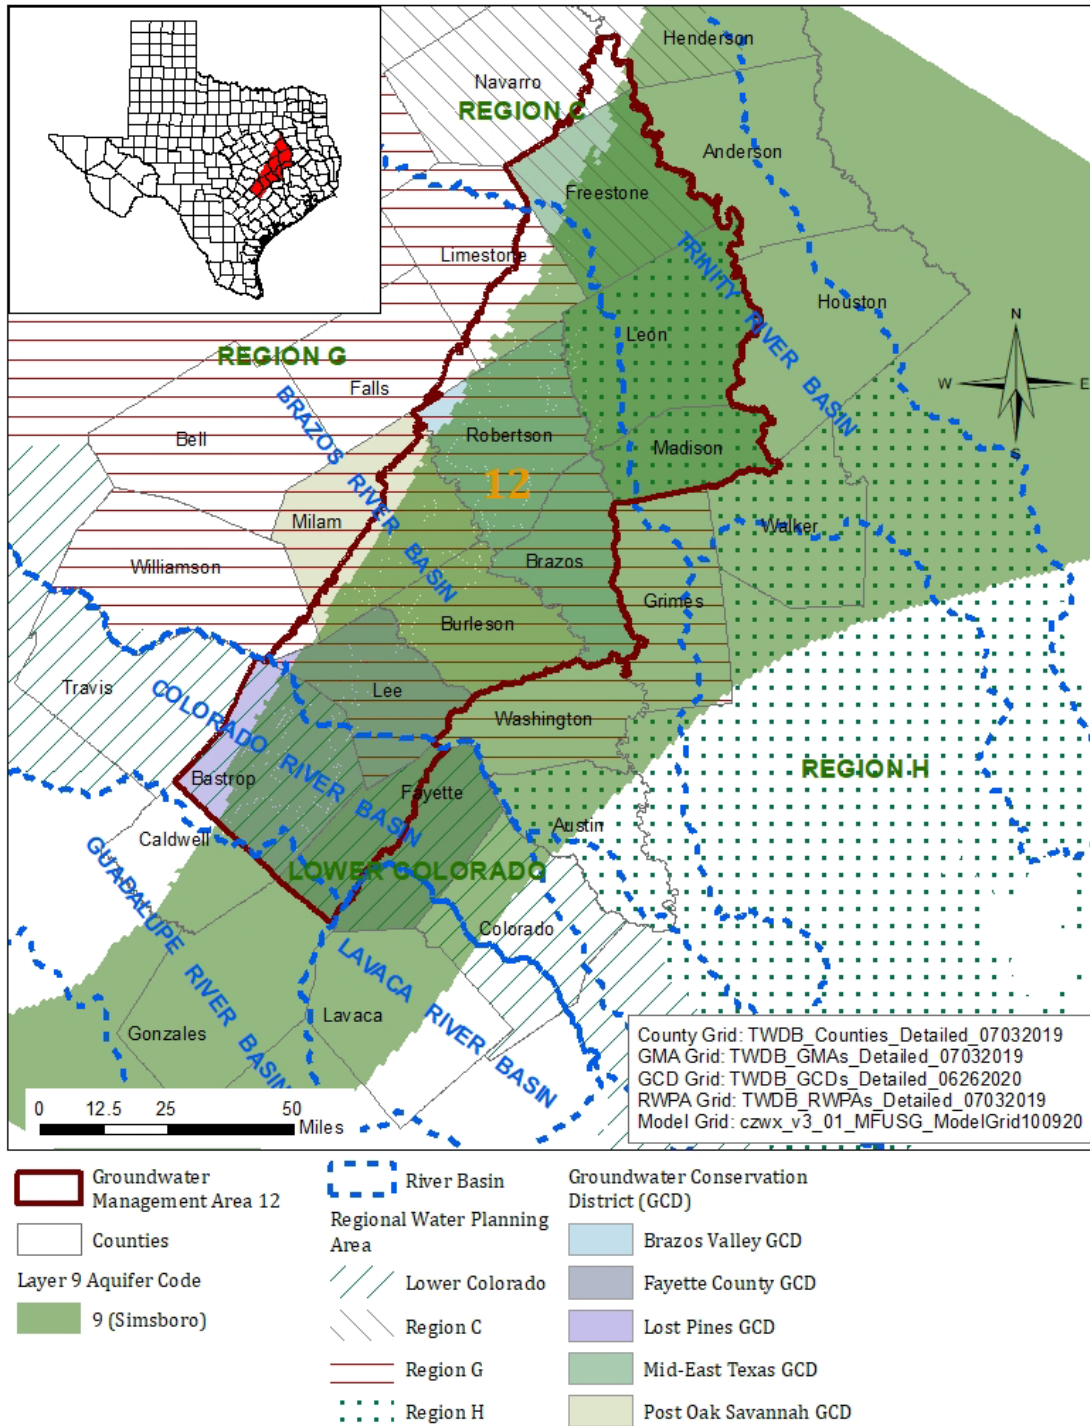 Henderson
Navarro
REGION C
Anderson
Freestone
Limestone
TRINITY RIVER BASIN
Houston
Leon
N
W
E
S
REGION G
Falls
BRAZOS RIVER BASIN
Bell
Robertson
Madison
12
Milam
Walker
Williamson
Brazos
Grimes
Burleson
Travis
Lee
COLORADO RIVER BASIN
Washington
Bastrop
REGION H
Fayette
Caldwell
Austin
GUADALUPE RIVER BASIN
LOWER COLORADO
Colorado
LAVACA RIVER BASIN
Lavaca
Gonzales
County Grid: TWDB_Counties_Detailed_07032019
GMA Grid: TWDB_GMAs_Detailed_07032019
GCD Grid: TWDB_GCDs_Detailed_06262020
RWPA Grid: TWDB_RWPAs_Detailed_07032019
Model Grid: czwx_v3_01_MFUSG_ModelGrid100920
0 12.5 25 50
Miles
Groundwater
Management Area 12
Counties
Layer 9 Aquifer Code
9 (Simsboro)
River Basin
Regional Water Planning
Area
Lower Colorado
Region C
Region G
Region H
Groundwater Conservation
District (GCD)
Brazos Valley GCD
Fayette County GCD
Lost Pines GCD
Mid-East Texas GCD
Post Oak Savannah GCD